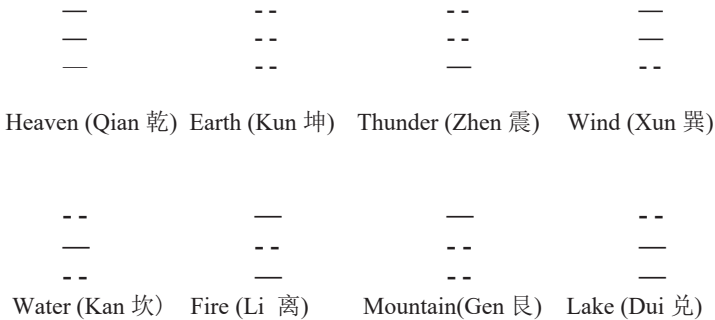 Heaven (Qian 乾) Earth (Kun 坤) Thunder (Zhen 震) Wind (Xun 巽)
Water (Kan 坎） Fire (Li 离) Mountain(Gen 艮) Lake (Dui 兑)